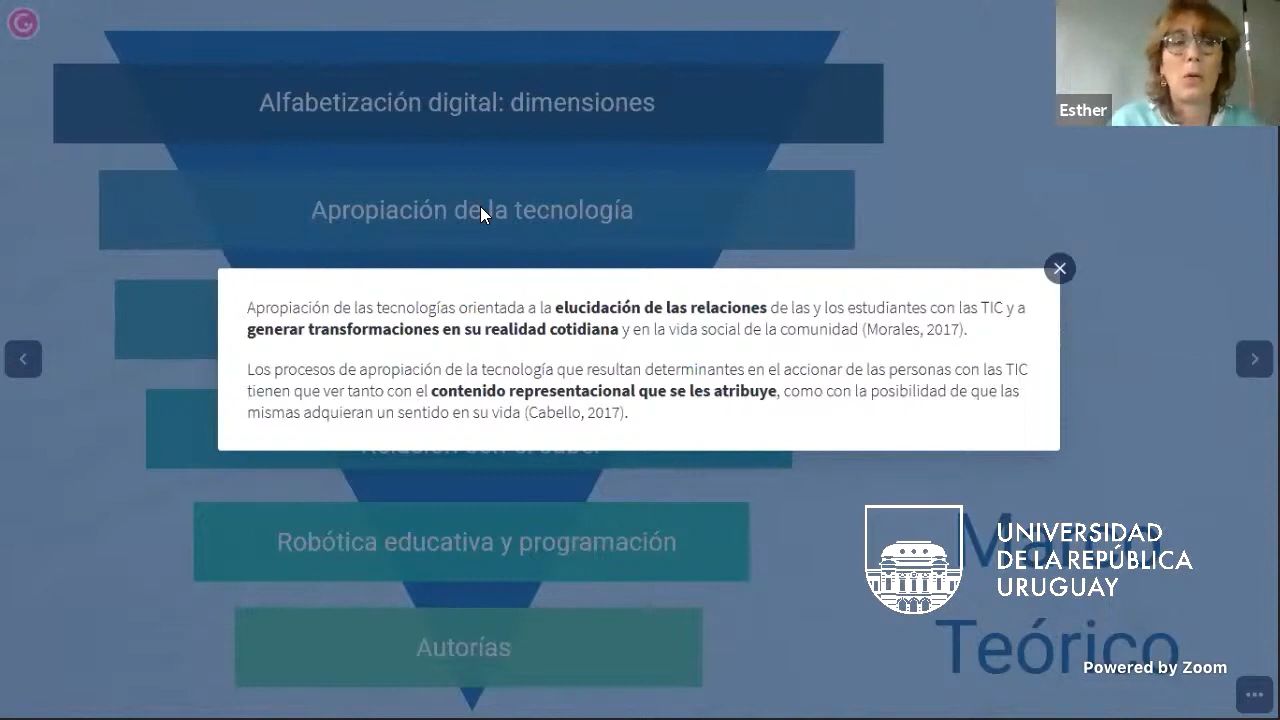 Alfabetización digital: dimensiones
Esther
Apropiación de la tecnología
Apropiación de las tecnologías orientada a la elucidación de las relaciones de las y los estudiantes con las TIC y a
generar transformaciones en su realidad cotidiana y en la vida social de la comunidad (Morales, 2017).
Los procesos de apropiación de la tecnología que resultan determinantes en el accionar de las personas con las TIC
tienen que ver tanto con el contenido representacional que se les atribuye, como con la posibilidad de que las
mismas adquieran un sentido en su vida (Cabello, 2017).
Robótica educativa y programación
Autorías
UNIVERSIDAD
DE LA REPÚBLICA
URUGUAY
Teórico
Powered by Zoom